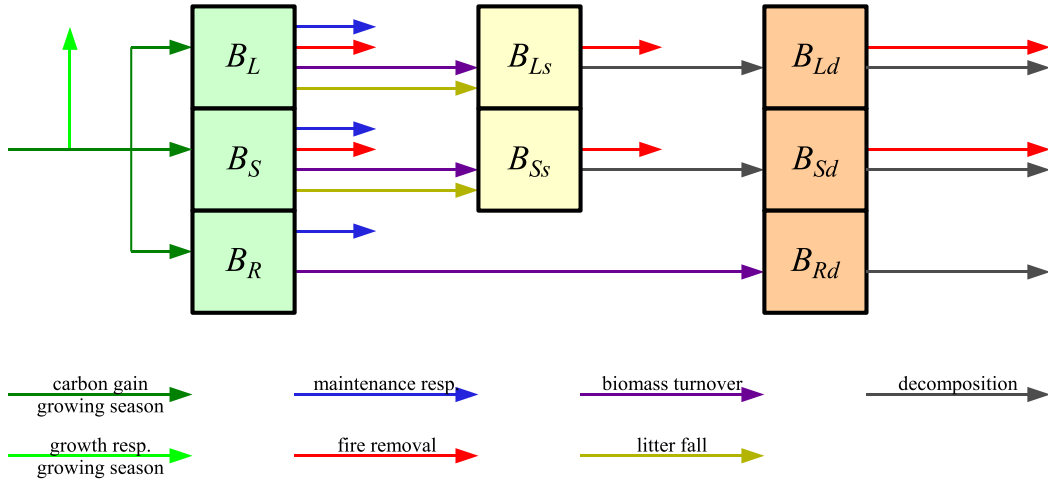 B_L B_Ls B_Ld
B_S B_Ss B_Sd
B_R B_Rd
carbon gain
growing season
maintenance resp.
biomass turnover
decomposition
growth resp.
growing season
fire removal
litter fall